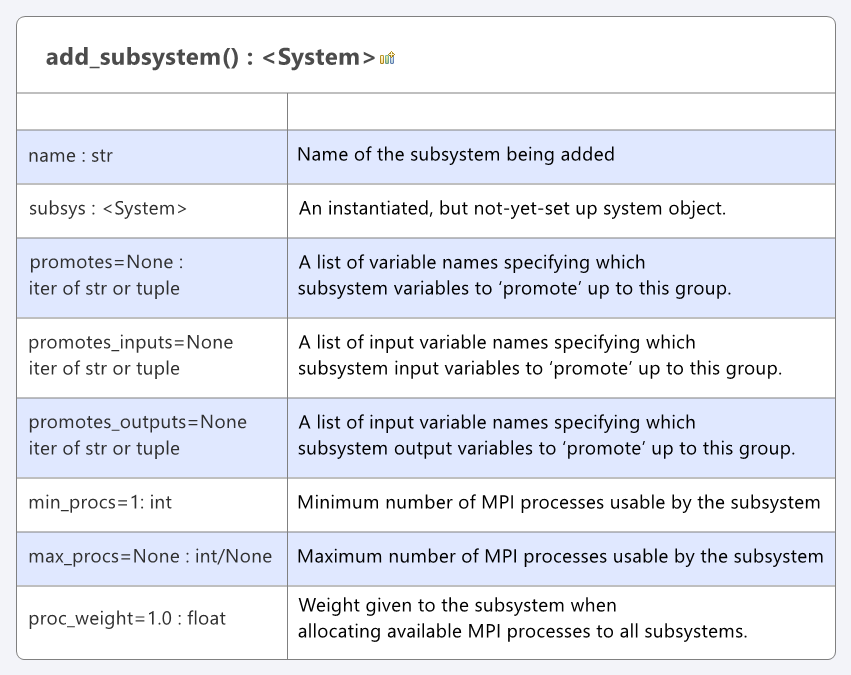 add_subsystem() : <System>
name : str
Name of the subsystem being added
subsys : <System>
An instantiated, but not-yet-set up system object.
promotes=None :
iter of str or tuple
A list of variable names specifying which
subsystem variables to ‘promote’ up to this group.
promotes_inputs=None
iter of str or tuple
A list of input variable names specifying which
subsystem input variables to ‘promote’ up to this group.
promotes_outputs=None
iter of str or tuple
A list of input variable names specifying which
subsystem output variables to ‘promote’ up to this group.
min_procs=1: int
Minimum number of MPI processes usable by the subsystem
max_procs=None : int/None
Maximum number of MPI processes usable by the subsystem
proc_weight=1.0 : float
Weight given to the subsystem when
allocating available MPI processes to all subsystems.